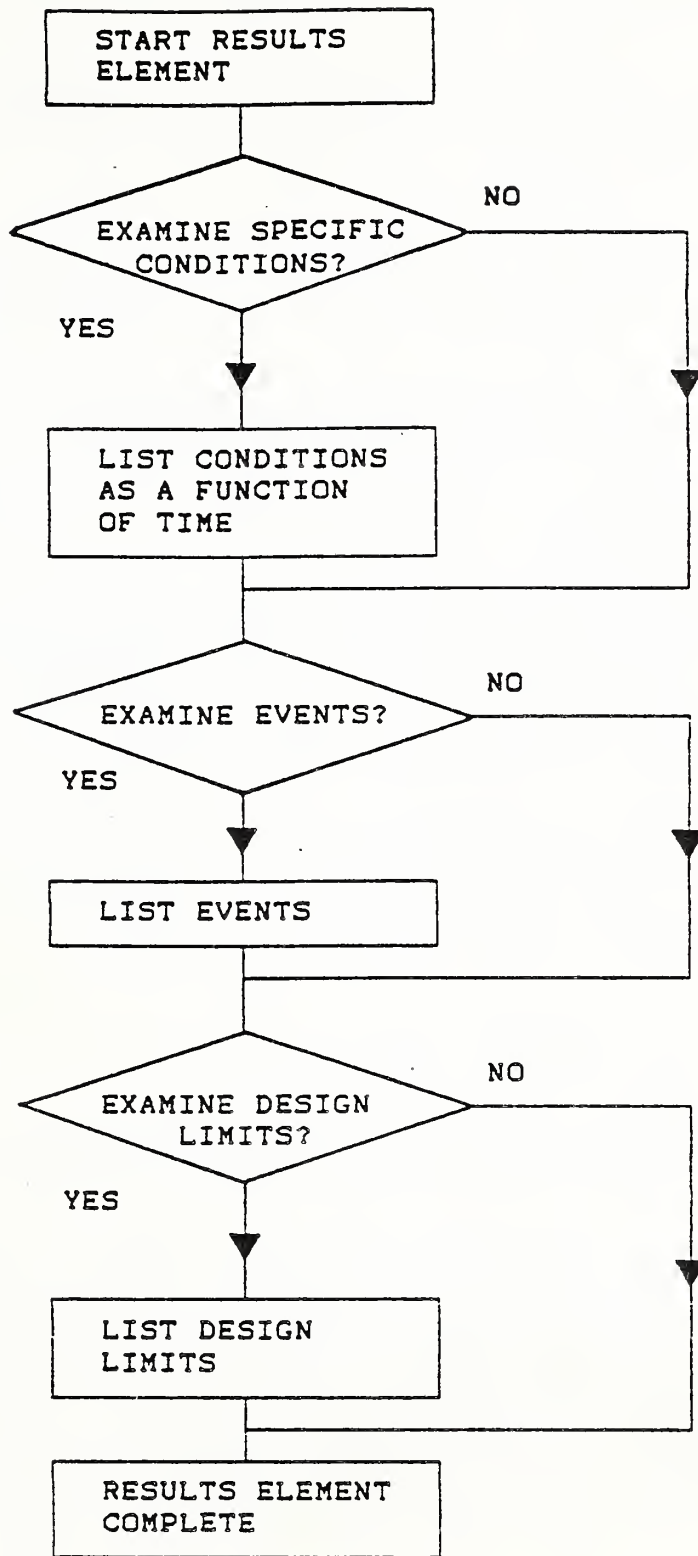 START RESULTS
ELEMENT
NO
EXAMINE SPECIFIC
CONDITIONS?
YES
LIST CONDITIONS
AS A FUNCTION
OF TIME
NO
EXAMINE EVENTS?
YES
LIST EVENTS
NO
EXAMINE DESIGN
LIMITS?
YES
LIST DESIGN
LIMITS
RESULTS ELEMENT
COMPLETE